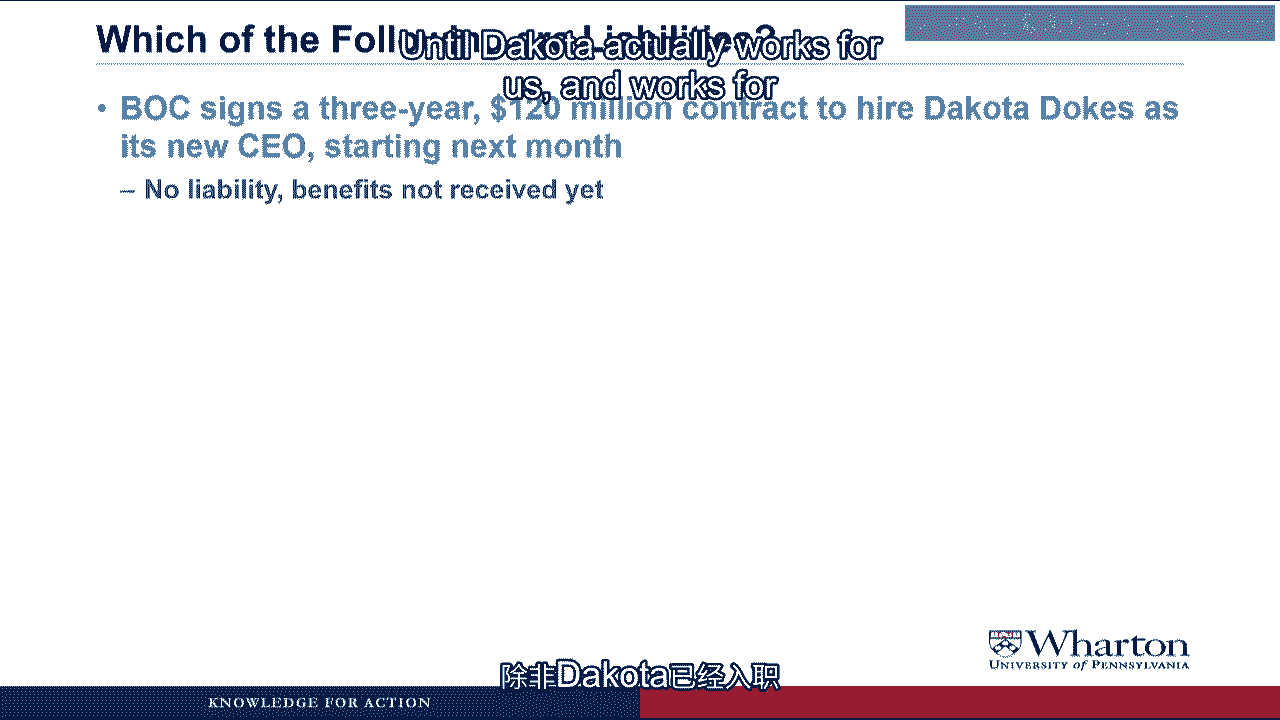 Which of the Following are Liabilities?
Until Dakota actually works for
us, and works for
• BOC signs a three-year, $120 million contract to hire Dakota Dokes as
its new CEO, starting next month
– No liability, benefits not received yet
Wharton
UNIVERSITY of PENNSYLVANIA
除非Dakota已经入职
KNOWLEDGE FOR ACTION